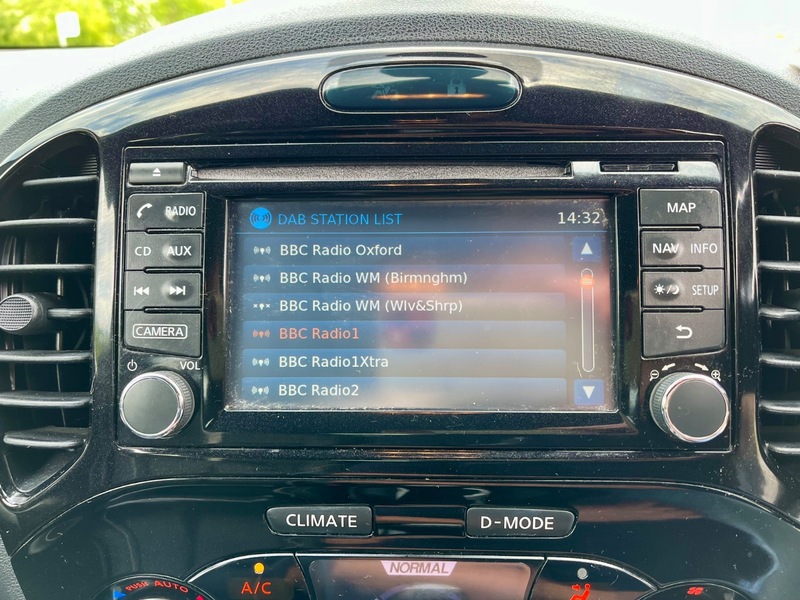 RADIO
CD AUX
CAMERA
VOL
DAB STATION LIST 14:32
BBC Radio Oxford
BBC Radio WM (Birmnghm)
BBC Radio WM (Wlv&Shrp)
BBC Radio1
BBC Radio1Xtra
BBC Radio2
MAP
NAV INFO
SETUP
CLIMATE
D-MODE
PUSH AUTO
A/C
NORMAL